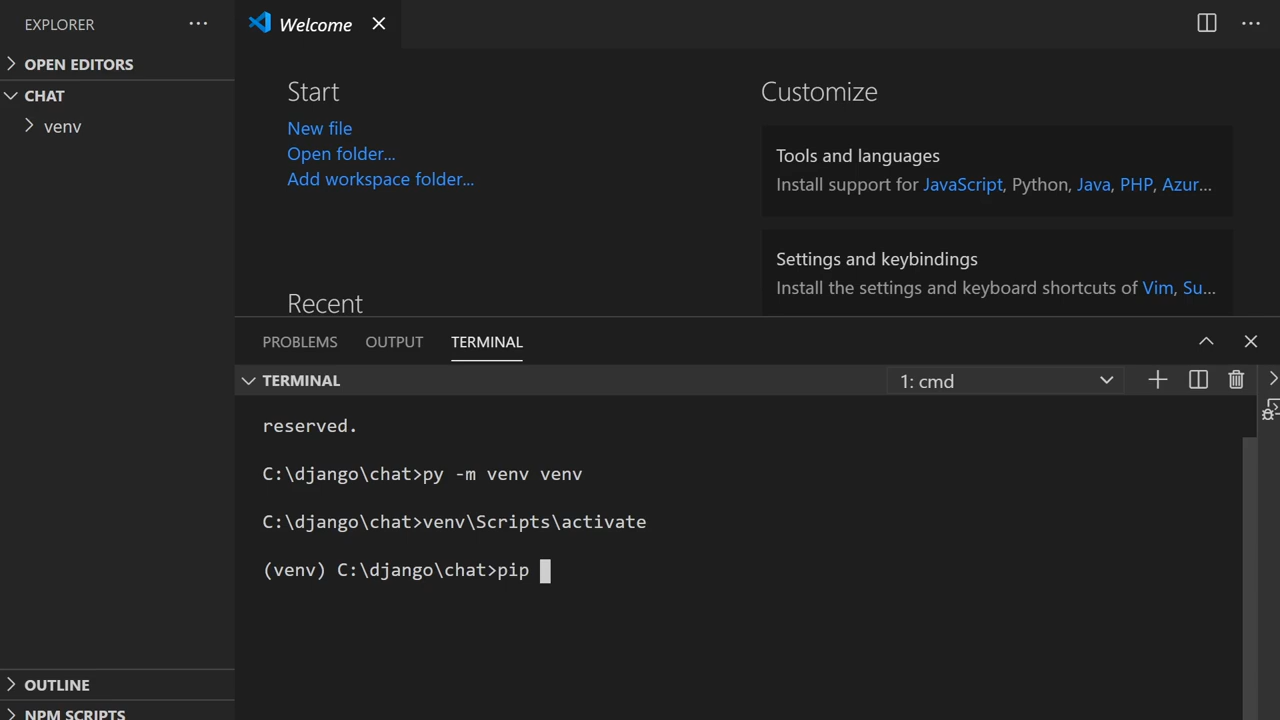 EXPLORER
Welcome
OPEN EDITORS
CHAT
venv
Start
New file
Open folder...
Add workspace folder...
Recent
Customize
Tools and languages
Install support for JavaScript, Python, Java, PHP, Azur...
Settings and keybindings
Install the settings and keyboard shortcuts of Vim, Su...
PROBLEMS OUTPUT TERMINAL
TERMINAL
1: cmd
reserved.
C:\django\chat>py -m venv venv
C:\django\chat>venv\Scripts\activate
(venv) C:\django\chat>pip
OUTLINE
NPM SCRIPTS